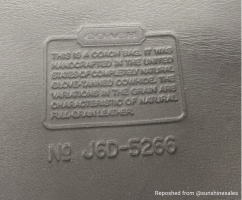 COACH
THIS IS A COACH BAG. IT WAS
HANDCRAFTED IN THE UNITED
STATES OF COMPLETELY NATURAL
GLOVE-TANNED COWHIDE. THE
VARIATIONS IN THE GRAIN ARE
CHARACTERISTIC OF NATURAL
FULL-GRAIN LEATHER.
No J6D-5266
Reposhed from @sunshinesales